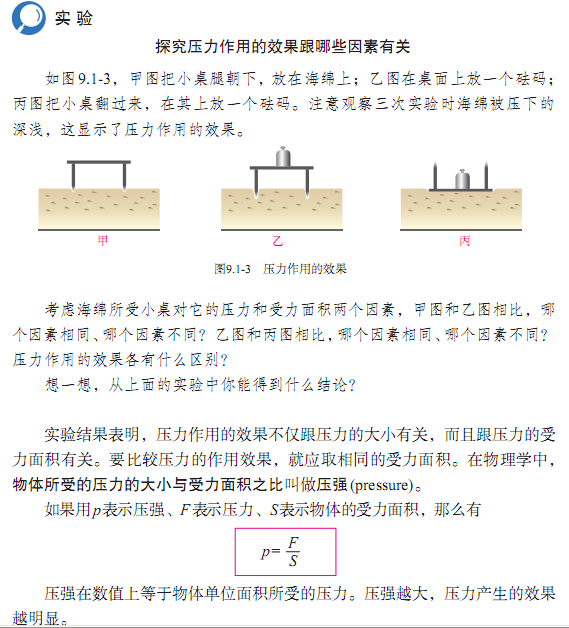 实验
探究压力作用的效果跟哪些因素有关
如图9.1-3，甲图把小桌腿朝下，放在海绵上；乙图在桌面上放一个砝码；
丙图把小桌翻过来，在其上放一个砝码。注意观察三次实验时海绵被压下的
深浅，这显示了压力作用的效果。
甲 乙 丙
图9.1-3 压力作用的效果
考虑海绵所受小桌对它的压力和受力面积两个因素，甲图和乙图相比，哪
个因素相同、哪个因素不同？乙图和丙图相比，哪个因素相同、哪个因素不同？
压力作用的效果各有什么区别？
想一想，从上面的实验中你能得到什么结论？
实验结果表明，压力作用的效果不仅跟压力的大小有关，而且跟压力的受
力面积有关。要比较压力的作用效果，就应取相同的受力面积。在物理学中，
物体所受的压力的大小与受力面积之比叫做压强(pressure)。
如果用p表示压强、F表示压力、S表示物体的受力面积，那么有
p=F/S
压强在数值上等于物体单位面积所受的压力。压强越大，压力产生的效果
越明显。